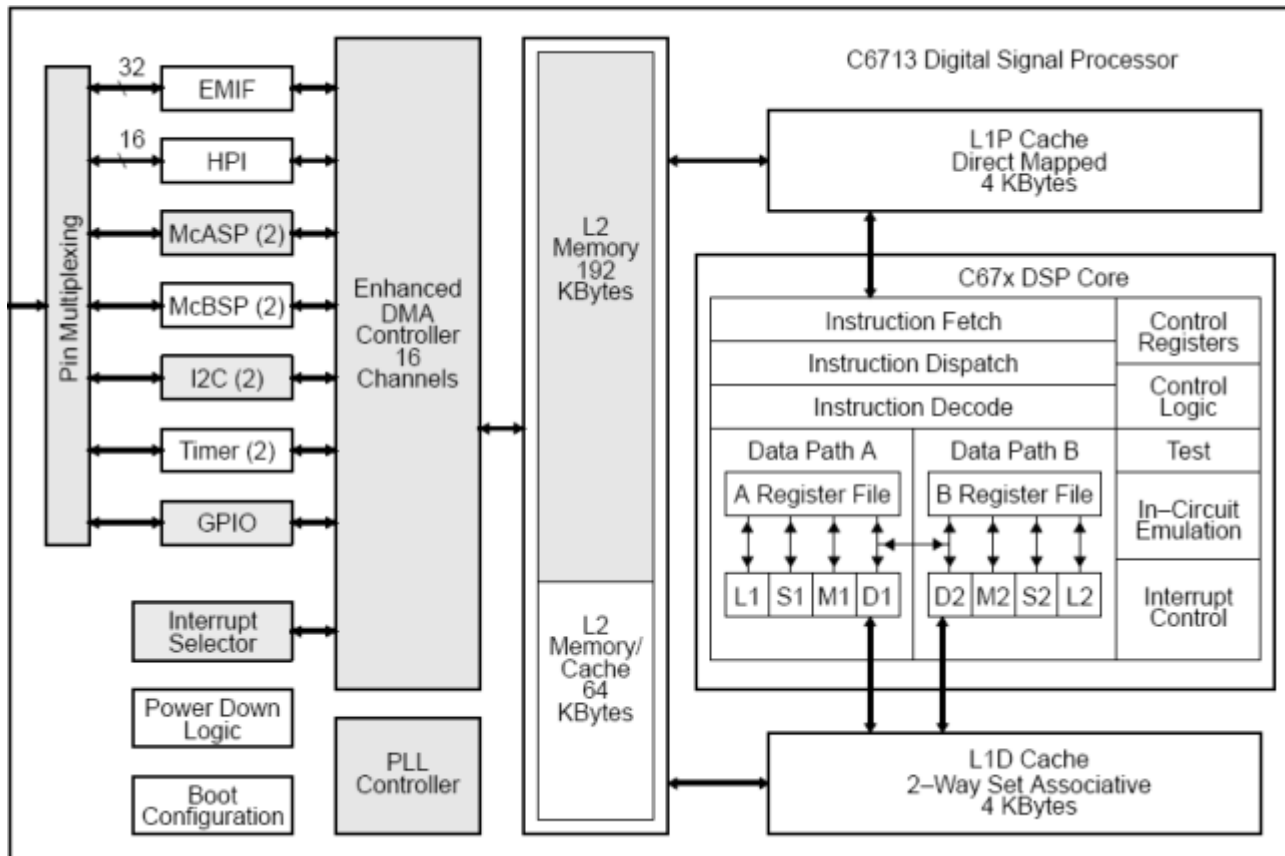 C6713 Digital Signal Processor
Pin Multiplexing
32
EMIF
16
HPI
McASP (2)
McBSP (2)
I2C (2)
Timer (2)
GPIO
Interrupt
Selector
Power Down
Logic
Boot
Configuration
Enhanced
DMA
Controller
16
Channels
PLL
Controller
L2
Memory
192
KBytes
L2
Memory/
Cache
64
KBytes
L1P Cache
Direct Mapped
4 KBytes
C67x DSP Core
Instruction Fetch
Instruction Dispatch
Instruction Decode
Control
Registers
Control
Logic
Test
In–Circuit
Emulation
Interrupt
Control
Data Path A
A Register File
L1 S1 M1 D1
Data Path B
B Register File
D2 M2 S2 L2
L1D Cache
2–Way Set Associative
4 KBytes